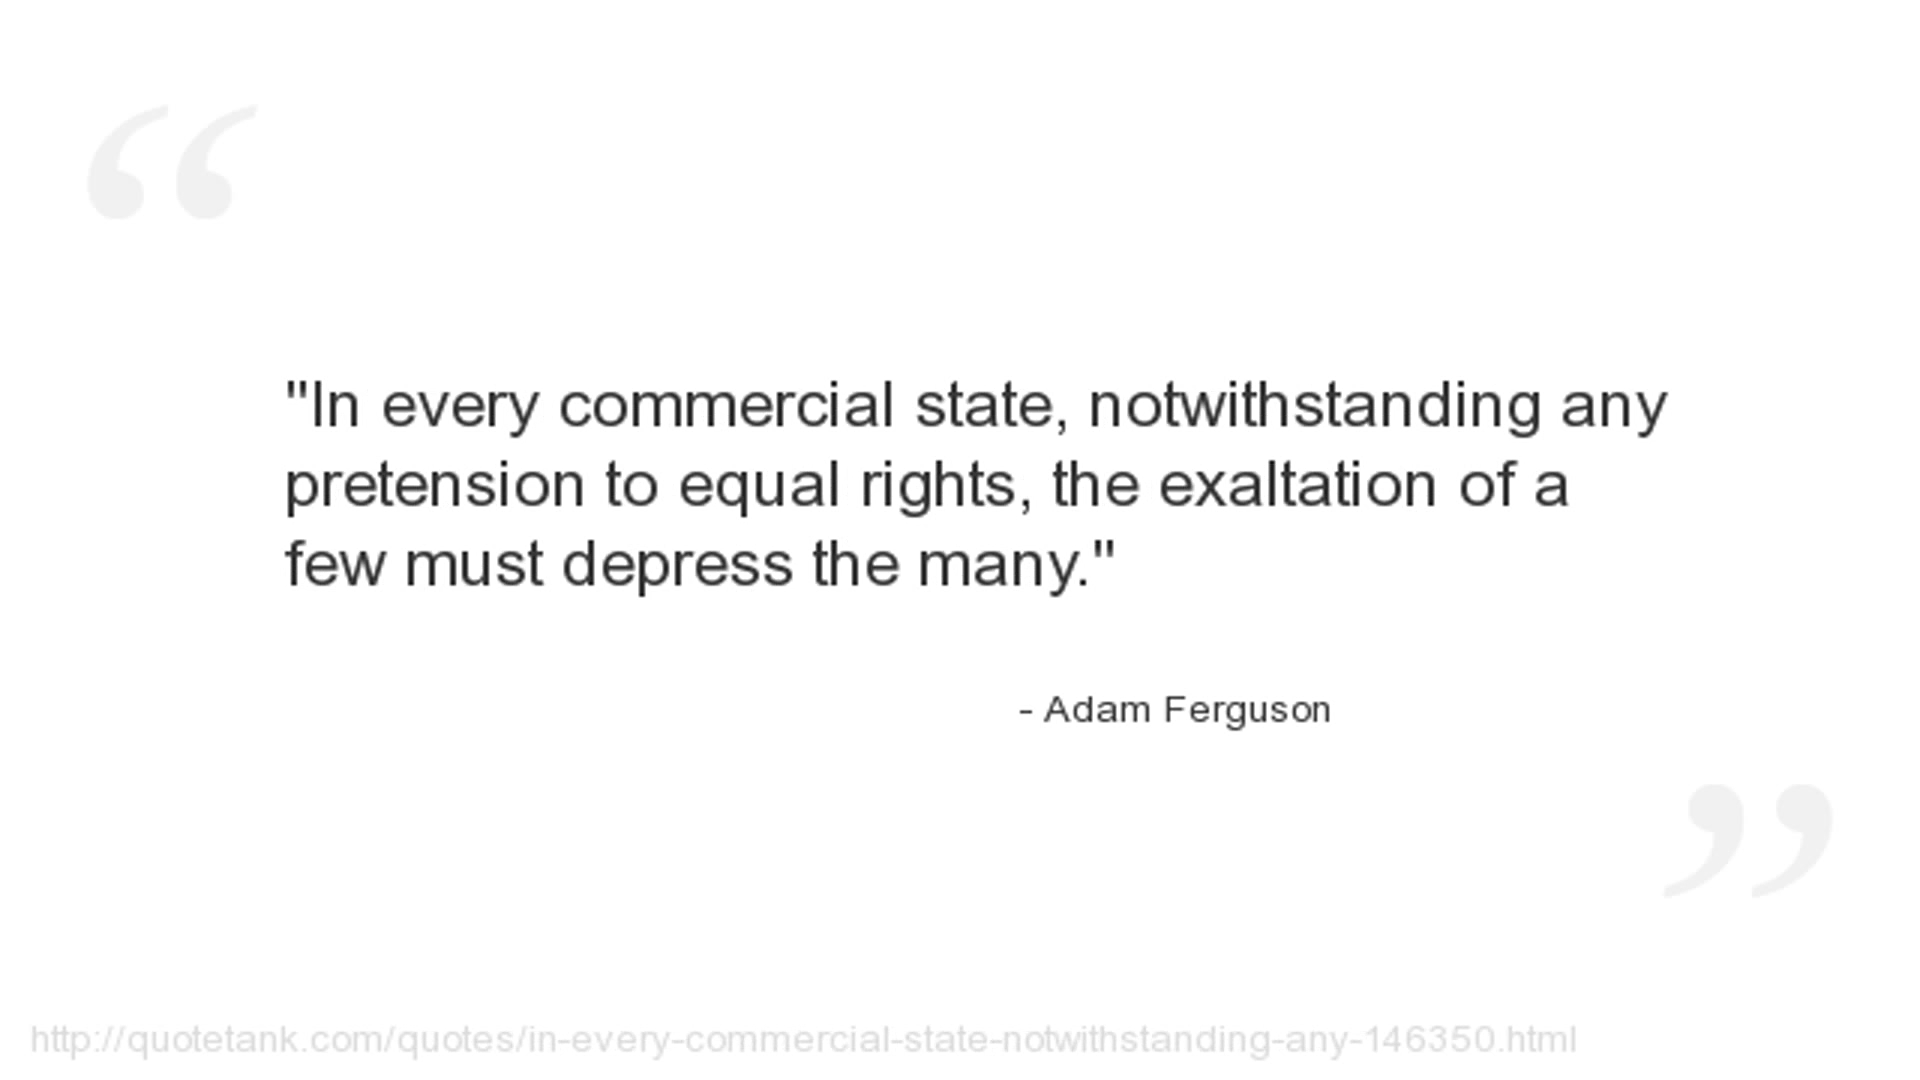 "In every commercial state, notwithstanding any
pretension to equal rights, the exaltation of a
few must depress the many."
- Adam Ferguson
http://quotetank.com/quotes/in-every-commercial-state-notwithstanding-any-146350.html